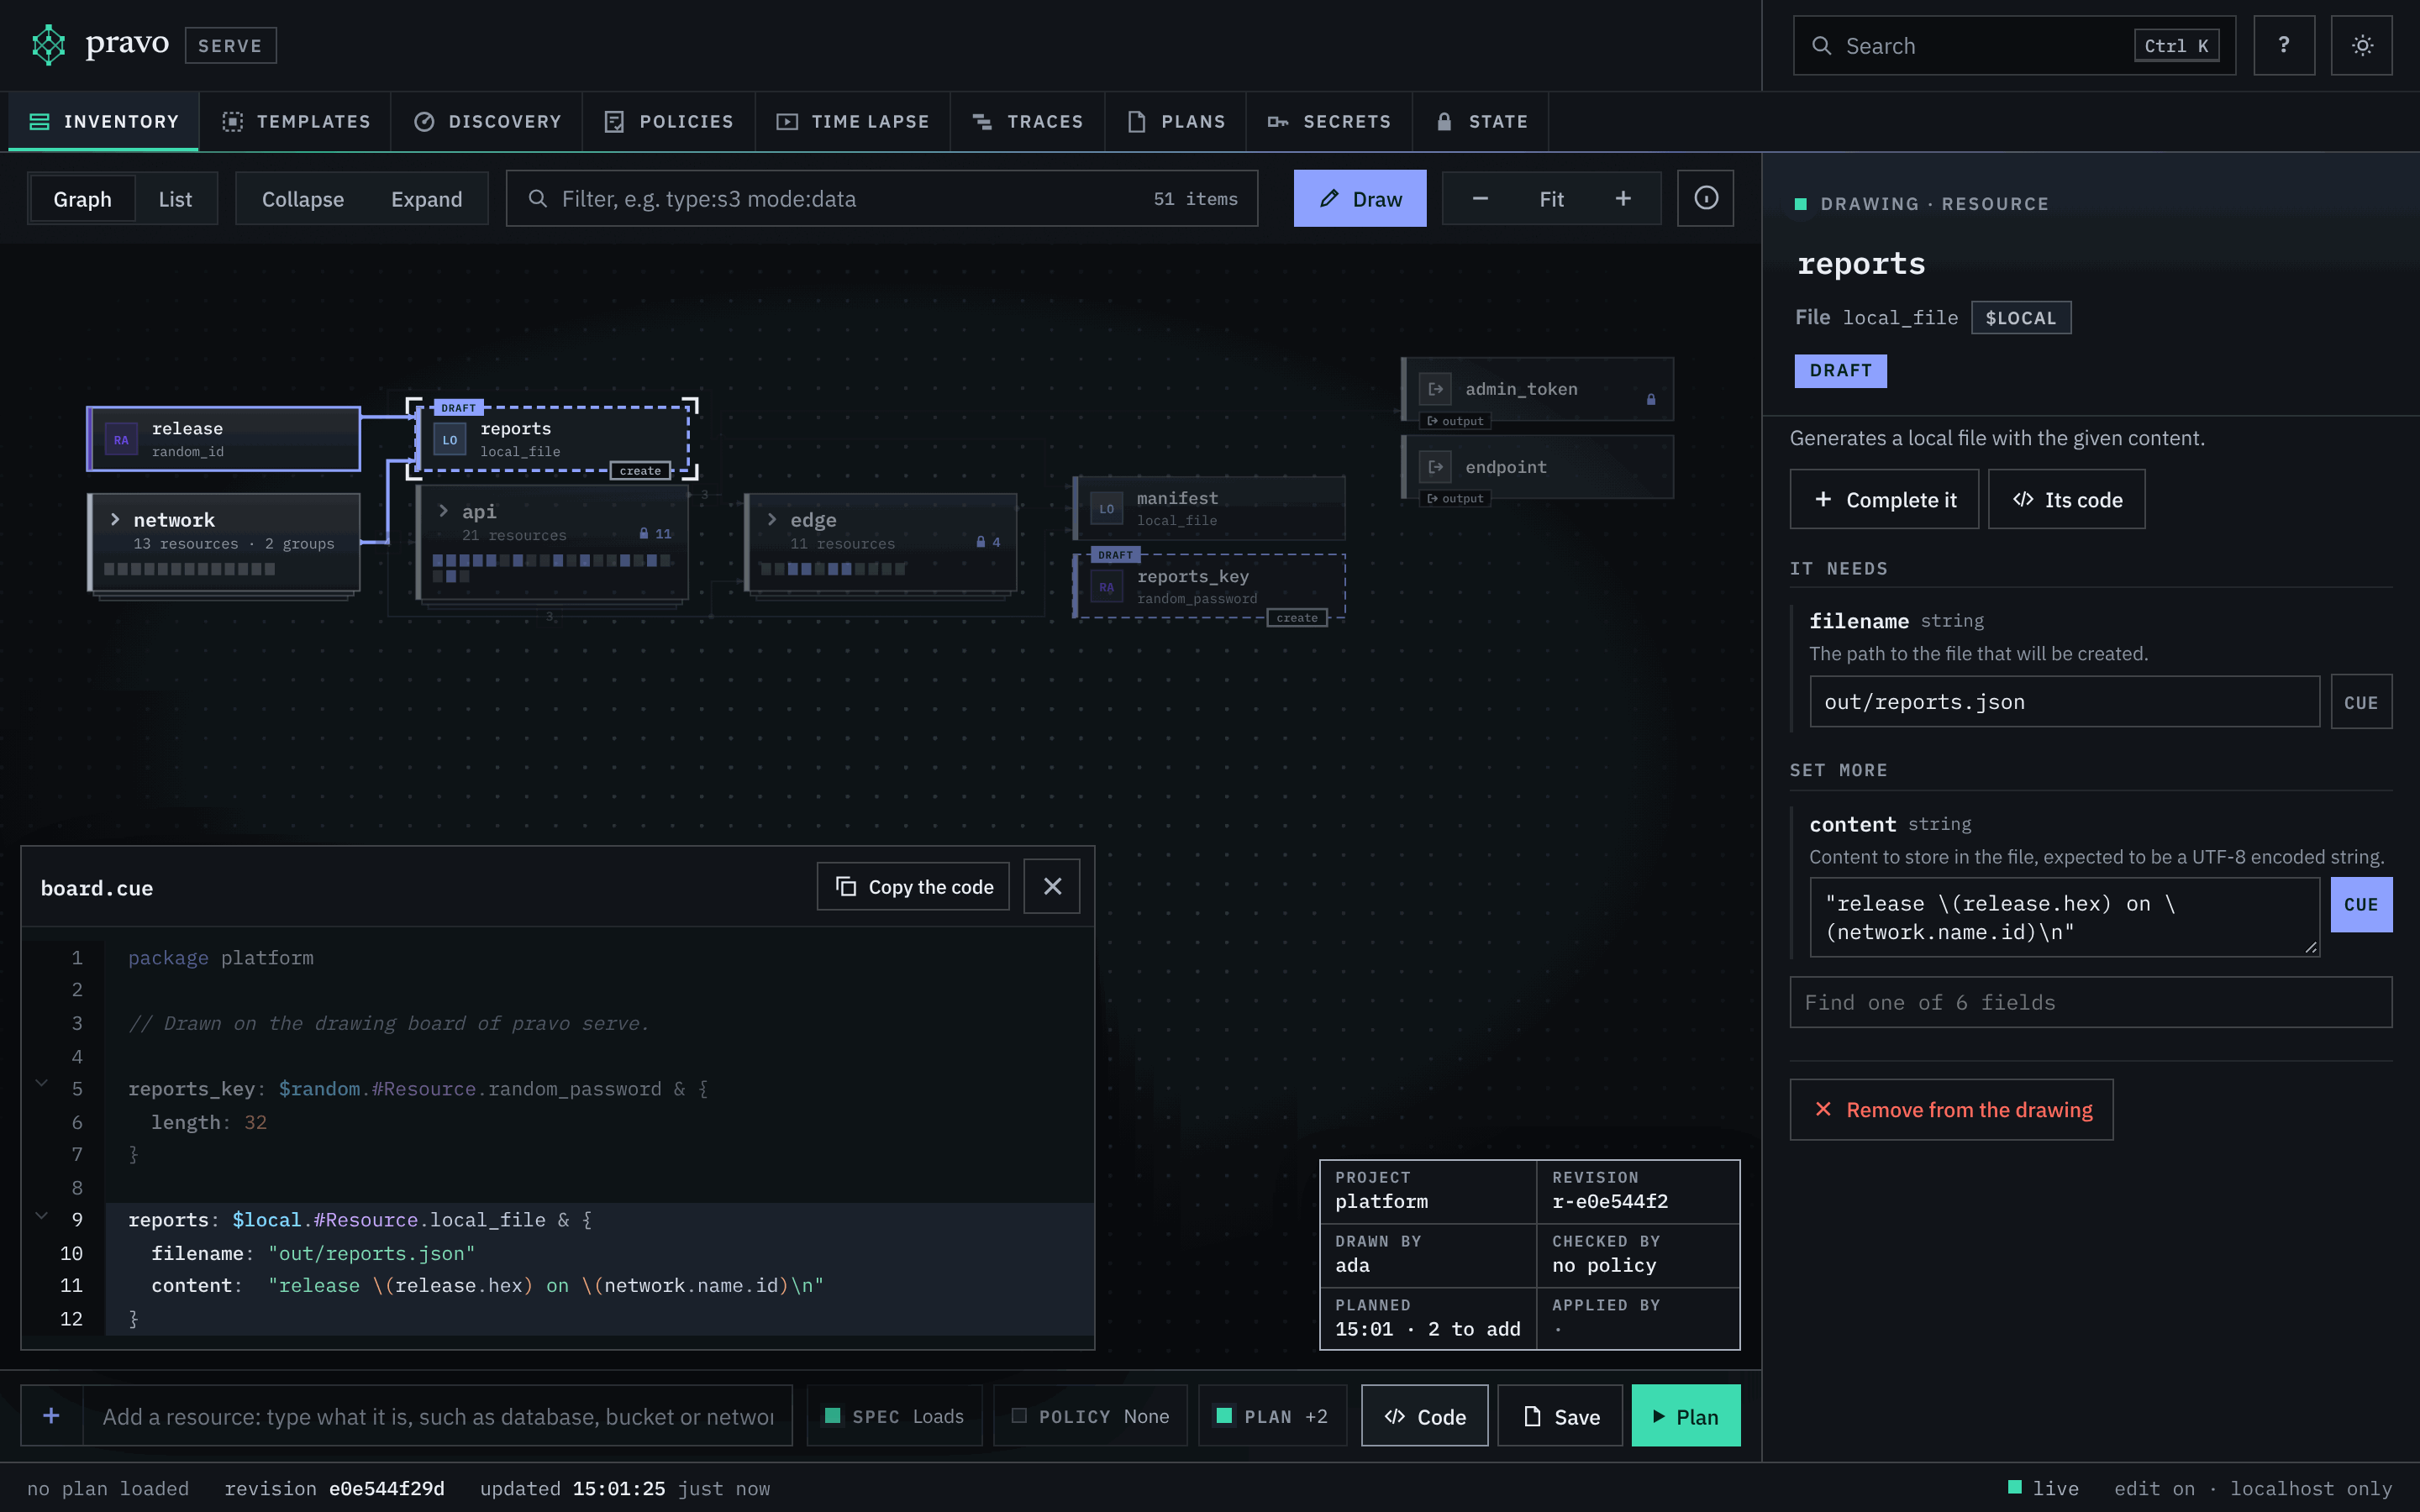 pravo SERVE
Search Ctrl K ?
INVENTORY TEMPLATES DISCOVERY POLICIES TIME LAPSE TRACES PLANS SECRETS STATE
Graph List Collapse Expand Filter, e.g. type:s3 mode:data 51 items Draw − Fit +
release
RA
random_id
DRAFT
reports
LO
local_file
create
network
13 resources · 2 groups
api
21 resources
11
3
3
edge
11 resources
4
manifest
LO
local_file
DRAFT
reports_key
RA
random_password
create
admin_token
output
endpoint
output
board.cue
Copy the code
1 package platform
2
3 // Drawn on the drawing board of pravo serve.
4
5 reports_key: $random.#Resource.random_password & {
6 length: 32
7 }
8
9 reports: $local.#Resource.local_file & {
10 filename: "out/reports.json"
11 content: "release \(release.hex) on \(network.name.id)\n"
12 }
PROJECT REVISION
platform r-e0e544f2
DRAWN BY CHECKED BY
ada no policy
PLANNED APPLIED BY
15:01 · 2 to add ·
+ Add a resource: type what it is, such as database, bucket or networ
SPEC Loads POLICY None PLAN +2 Code Save Plan
DRAWING · RESOURCE
reports
File local_file $LOCAL
DRAFT
Generates a local file with the given content.
+ Complete it Its code
IT NEEDS
filename string
The path to the file that will be created.
out/reports.json CUE
SET MORE
content string
Content to store in the file, expected to be a UTF-8 encoded string.
"release \(release.hex) on \
(network.name.id)\n"
CUE
Find one of 6 fields
Remove from the drawing
no plan loaded revision e0e544f29d updated 15:01:25 just now
live edit on · localhost only